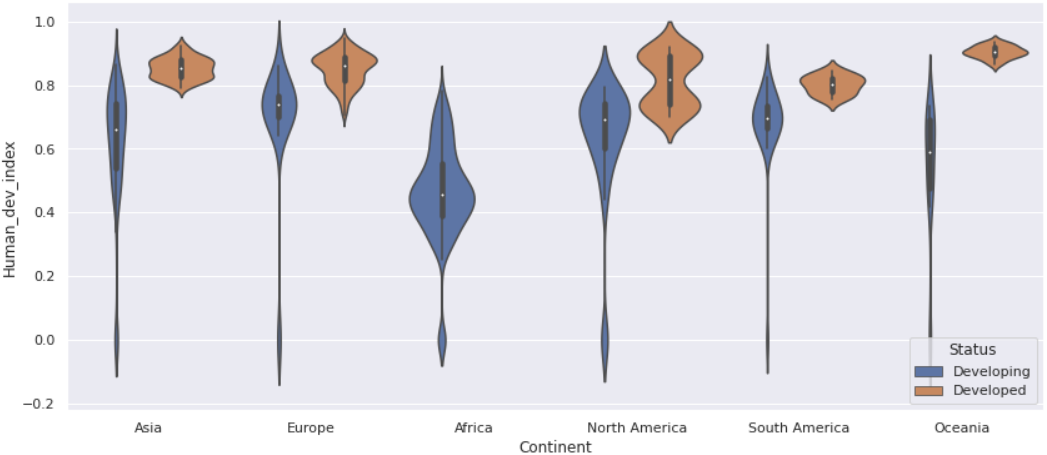 1.0
0.8
0.6
0.4
0.2
0.0
−0.2
Human_dev_index
Asia Europe Africa North America South America Oceania
Continent
Status
Developing
Developed